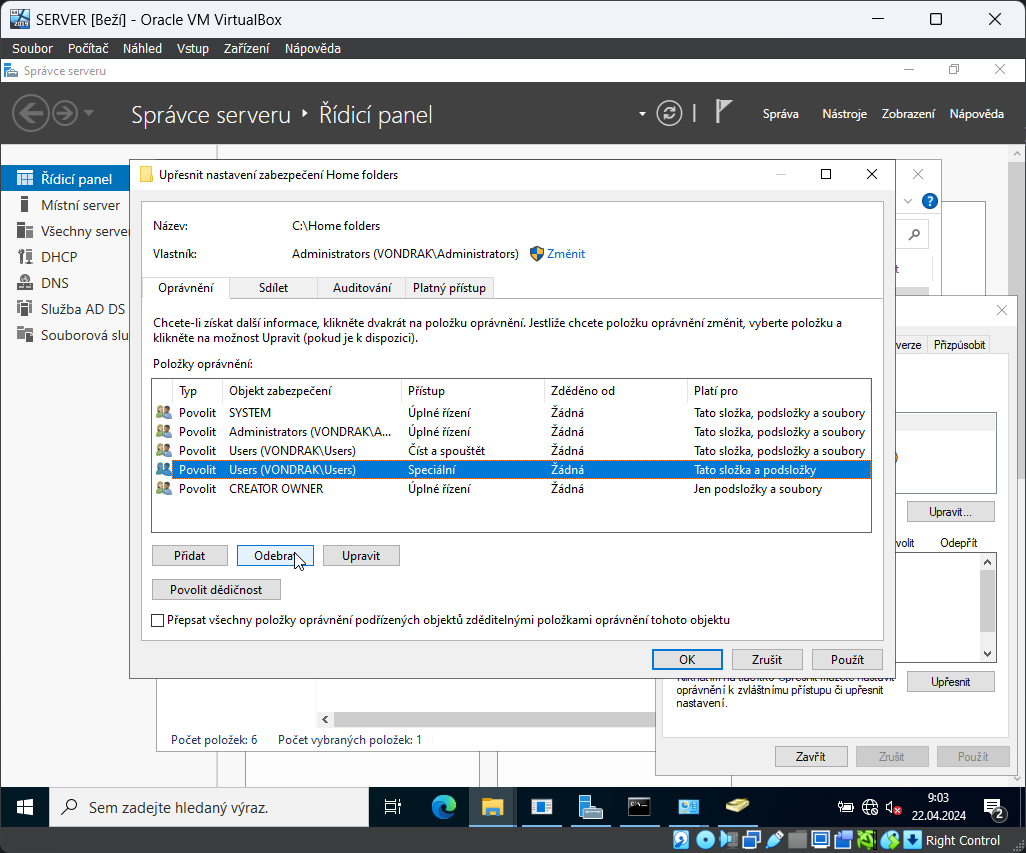 SERVER [Beží] - Oracle VM VirtualBox
Soubor Počítač Náhled Vstup Zařízení Nápověda
Správce serveru
Správce serveru Řídicí panel
Správa Nástroje Zobrazení Nápověda
Řídicí panel
Místní server
Všechny server
DHCP
DNS
Služba AD DS
Souborová slu
Upřesnit nastavení zabezpečení Home folders
Název: C:\Home folders
Vlastník: Administrators (VONDRAK\Administrators) Změnit
Oprávnění Sdílet Auditování Platný přístup
Chcete-li získat další informace, klikněte dvakrát na položku oprávnění. Jestliže chcete položku oprávnění změnit, vyberte položku a
klikněte na možnost Upravit (pokud je k dispozici).
Položky oprávnění:
Typ Objekt zabezpečení Přístup Zděděno od Platí pro
Povolit SYSTEM Úplné řízení Žádná Tato složka, podsložky a soubory
Povolit Administrators (VONDRAK\A... Úplné řízení Žádná Tato složka, podsložky a soubory
Povolit Users (VONDRAK\Users) Číst a spouštět Žádná Tato složka, podsložky a soubory
Povolit Users (VONDRAK\Users) Speciální Žádná Tato složka a podsložky
Povolit CREATOR OWNER Úplné řízení Žádná Jen podsložky a soubory
Přidat Odebrat Upravit
Povolit dědičnost
Přepsat všechny položky oprávnění podřízených objektů zděditelnými položkami oprávnění tohoto objektu
OK Zrušit Použít
?
t
verze Přizpůsobit
Upravit...
volit Odepřít
Upřesnit
oprávnění k zvláštnímu přístupu či upřesnit
nastavení.
Zavřít Zrušit Použít
Počet položek: 6 Počet vybraných položek: 1
Sem zadejte hledaný výraz.
9:03
22.04.2024
2
Right Control